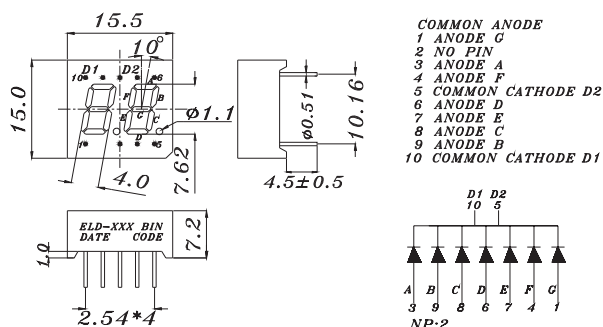 15.5
10°
D1 D2
10 A 6
F B
G
E C
D
1 5
15.0
ø1.1
7.62
4.0
ø0.51
10.16
4.5±0.5
ELD-XXX BIN
DATE CODE
1.0
7.2
2.54*4
COMMON ANODE
1 ANODE G
2 NO PIN
3 ANODE A
4 ANODE F
5 COMMON CATHODE D2
6 ANODE D
7 ANODE E
8 ANODE C
9 ANODE B
10 COMMON CATHODE D1
D1 D2
10 5
A B C D E F G
3 9 8 6 7 4 1
NP:2